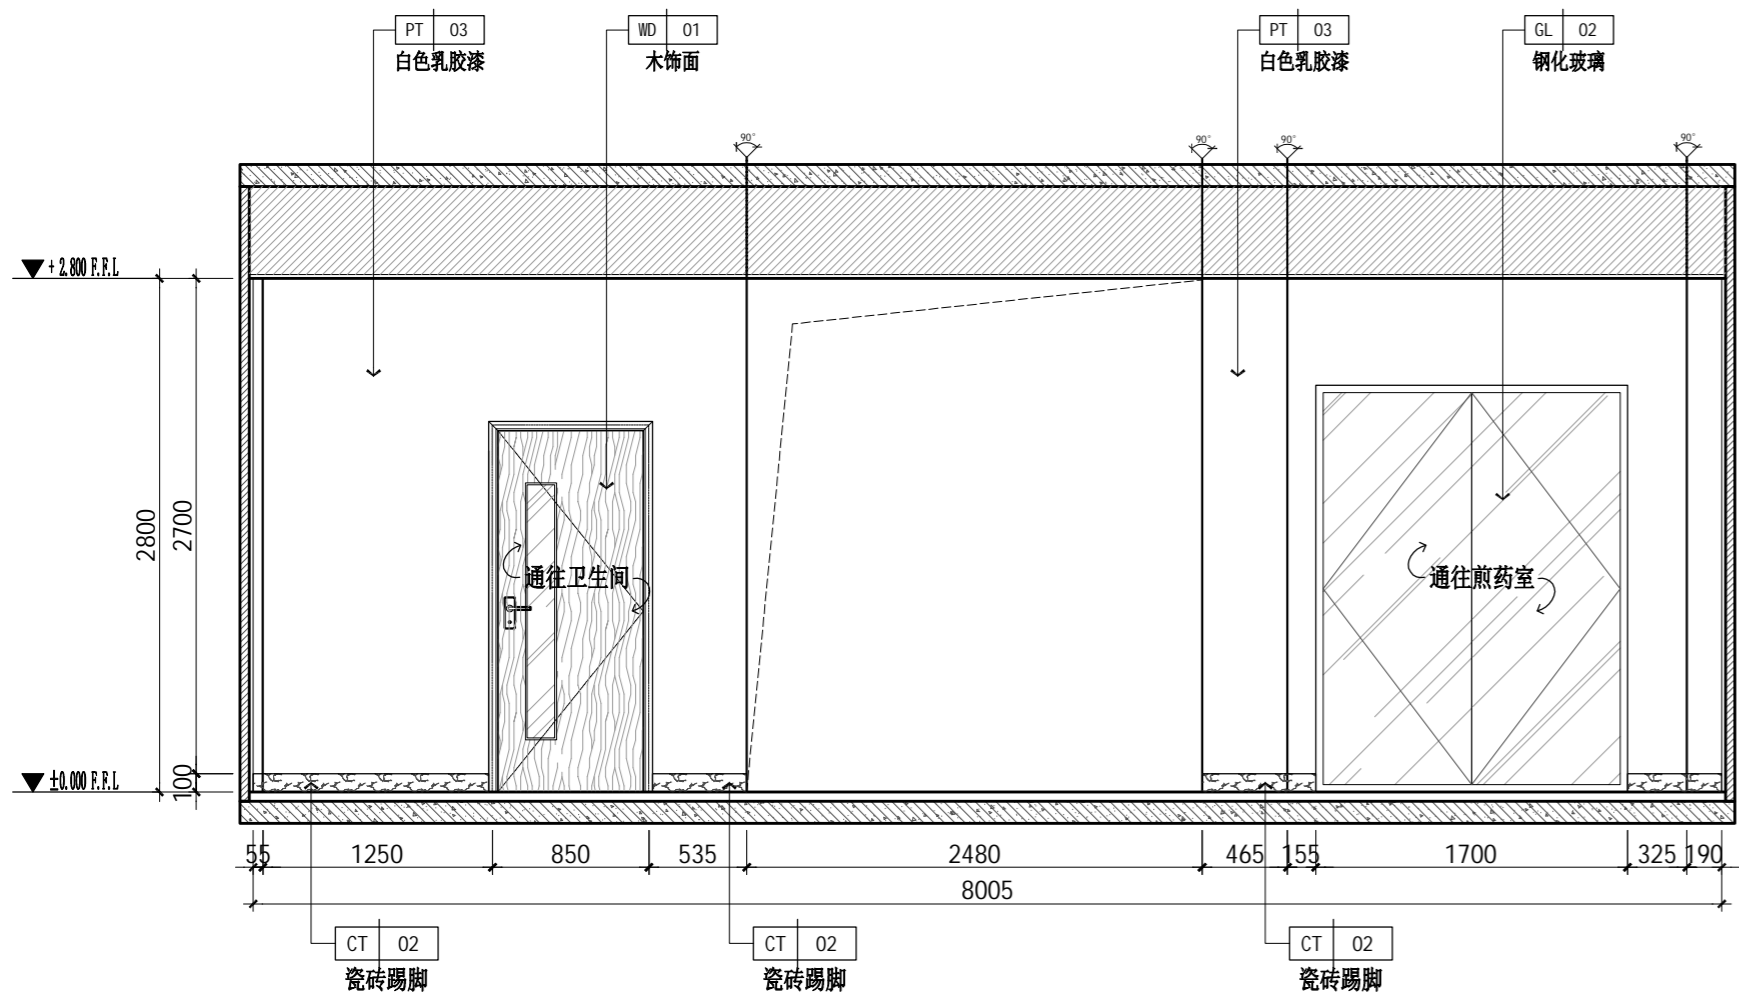 PT 03
白色乳胶漆
WD 01
木饰面
PT 03
白色乳胶漆
GL 02
钢化玻璃
90°
90°
90°
90°
+2.800 F.F.L
2800
2700
100
通往卫生间
通往煎药室
±0.000 F.F.L
55 1250 850 535 2480 465 155 1700 325 190
8005
CT 02
瓷砖踢脚
CT 02
瓷砖踢脚
CT 02
瓷砖踢脚